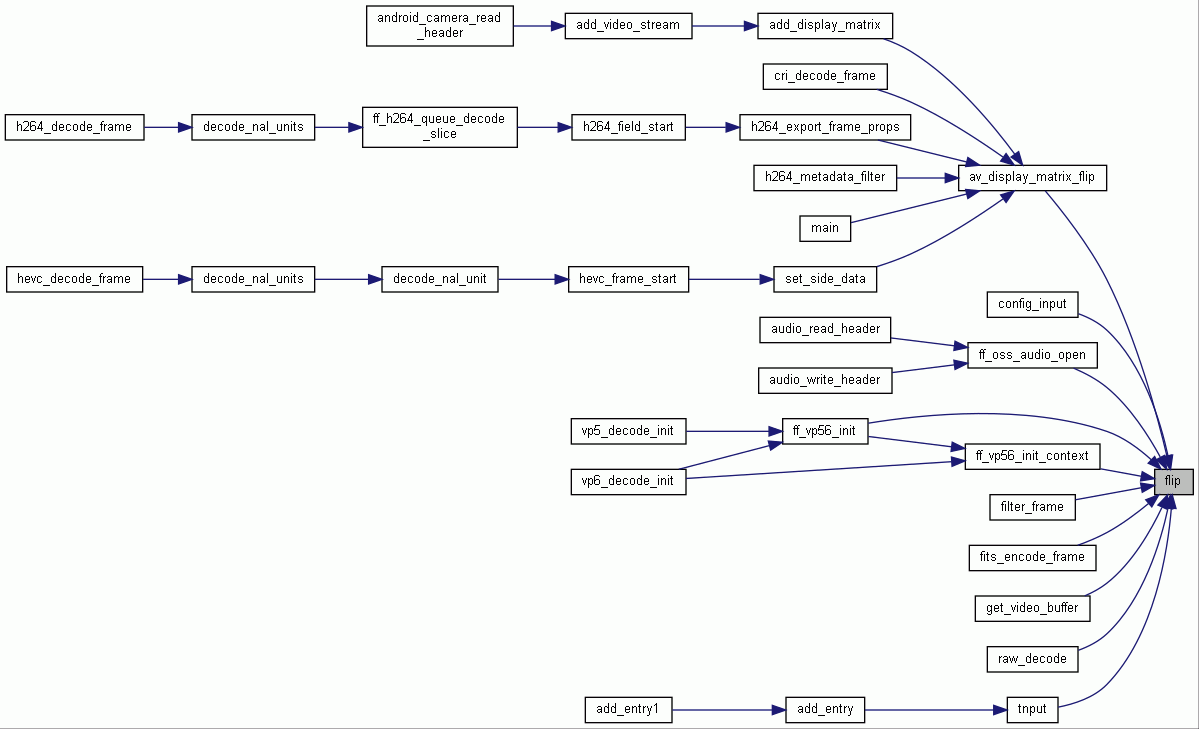 android_camera_read
_header
add_video_stream
add_display_matrix
cri_decode_frame
h264_decode_frame
decode_nal_units
ff_h264_queue_decode
_slice
h264_field_start
h264_export_frame_props
h264_metadata_filter
av_display_matrix_flip
main
hevc_decode_frame
decode_nal_units
decode_nal_unit
hevc_frame_start
set_side_data
config_input
audio_read_header
ff_oss_audio_open
audio_write_header
vp5_decode_init
ff_vp56_init
ff_vp56_init_context
vp6_decode_init
flip
filter_frame
fits_encode_frame
get_video_buffer
raw_decode
add_entry1
add_entry
tnput